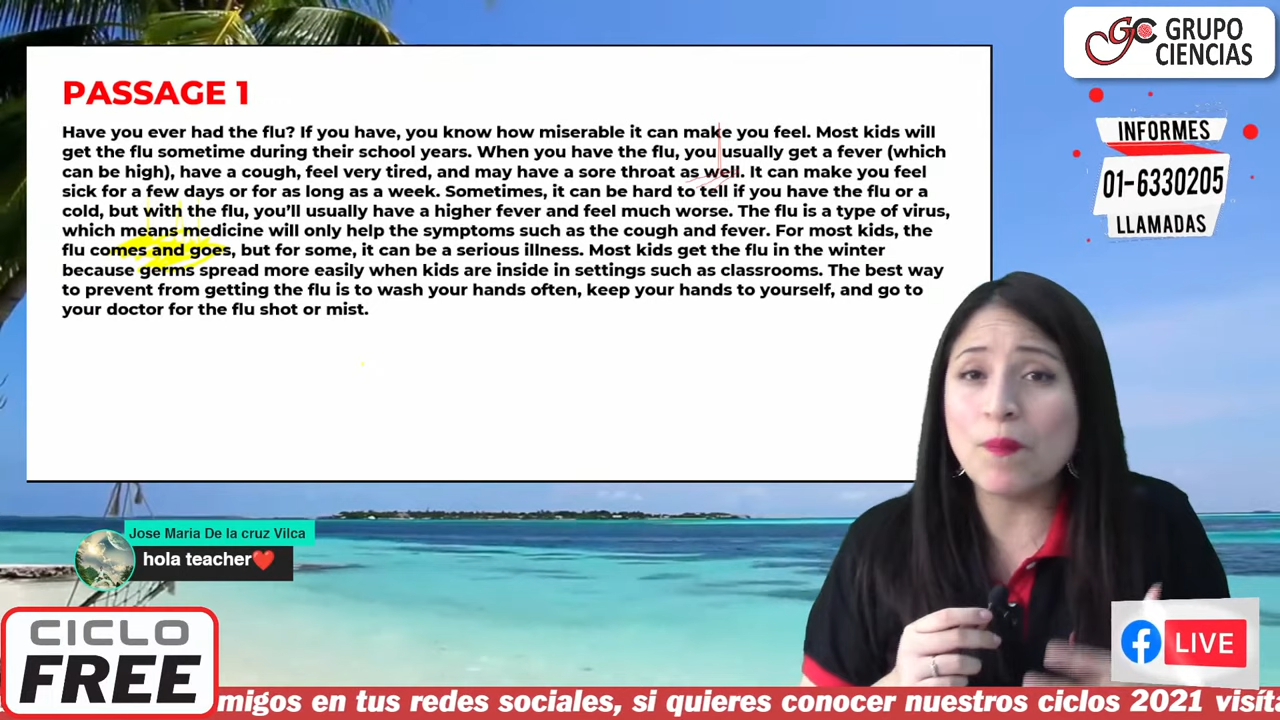 GRUPO
CIENCIAS
PASSAGE 1
Have you ever had the flu? If you have, you know how miserable it can make you feel. Most kids will
get the flu sometime during their school years. When you have the flu, you usually get a fever (which
can be high), have a cough, feel very tired, and may have a sore throat as well. It can make you feel
sick for a few days or for as long as a week. Sometimes, it can be hard to tell if you have the flu or a
cold, but with the flu, you’ll usually have a higher fever and feel much worse. The flu is a type of virus,
which means medicine will only help the symptoms such as the cough and fever. For most kids, the
flu comes and goes, but for some, it can be a serious illness. Most kids get the flu in the winter
because germs spread more easily when kids are inside in settings such as classrooms. The best way
to prevent from getting the flu is to wash your hands often, keep your hands to yourself, and go to
your doctor for the flu shot or mist.
INFORMES
01-6330205
LLAMADAS
Jose Maria De la cruz Vilca
hola teacher❤️
CICLO
FREE
LIVE
migos en tus redes sociales, si quieres conocer nuestros ciclos 2021 visíta